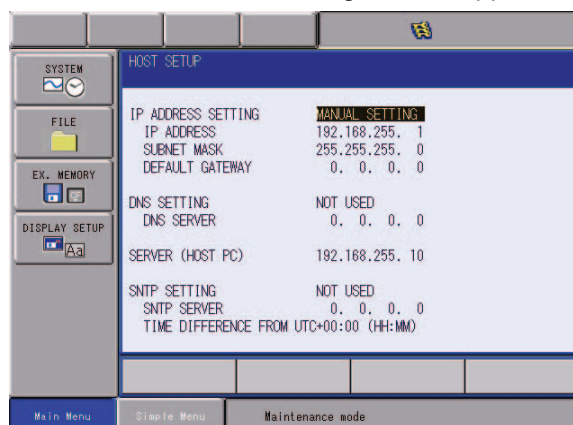 SYSTEM
FILE
EX. MEMORY
DISPLAY SETUP
Aa
HOST SETUP
IP ADDRESS SETTING MANUAL SETTING
IP ADDRESS 192.168.255. 1
SUBNET MASK 255.255.255. 0
DEFAULT GATEWAY 0. 0. 0. 0
DNS SETTING NOT USED
DNS SERVER 0. 0. 0. 0
SERVER (HOST PC) 192.168.255. 10
SNTP SETTING NOT USED
SNTP SERVER 0. 0. 0. 0
TIME DIFFERENCE FROM UTC+00:00 (HH:MM)
Main Menu Simple Menu Maintenance mode